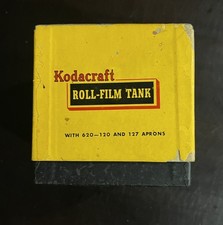 Kodacraft
ROLL-FILM TANK
WITH 620—120 AND 127 APRONS